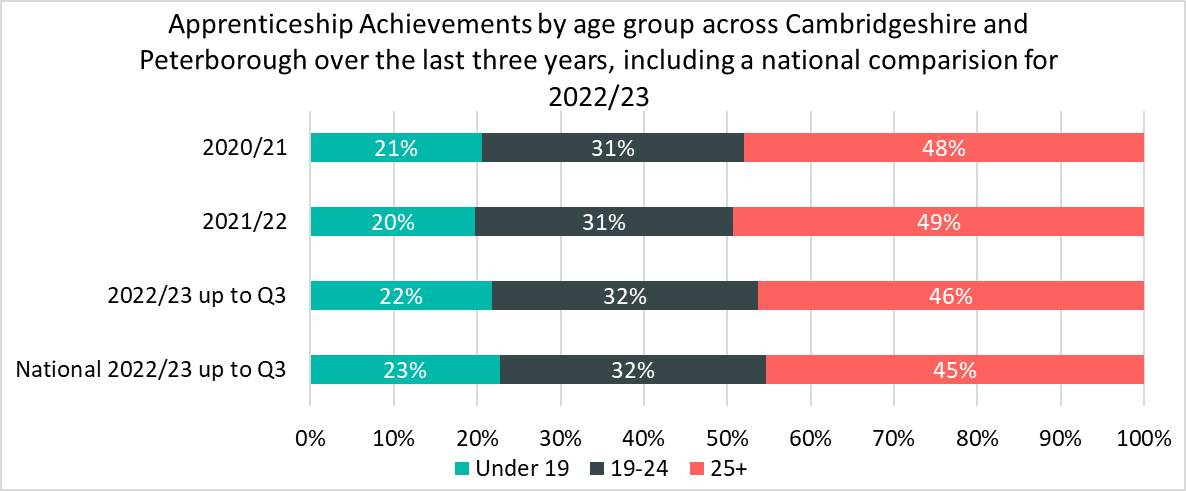 Apprenticeship Achievements by age group across Cambridgeshire and
Peterborough over the last three years, including a national comparision for
2022/23
2020/21 21% 31% 48%
2021/22 20% 31% 49%
2022/23 up to Q3 22% 32% 46%
National 2022/23 up to Q3 23% 32% 45%
0% 10% 20% 30% 40% 50% 60% 70% 80% 90% 100%
Under 19 19-24 25+